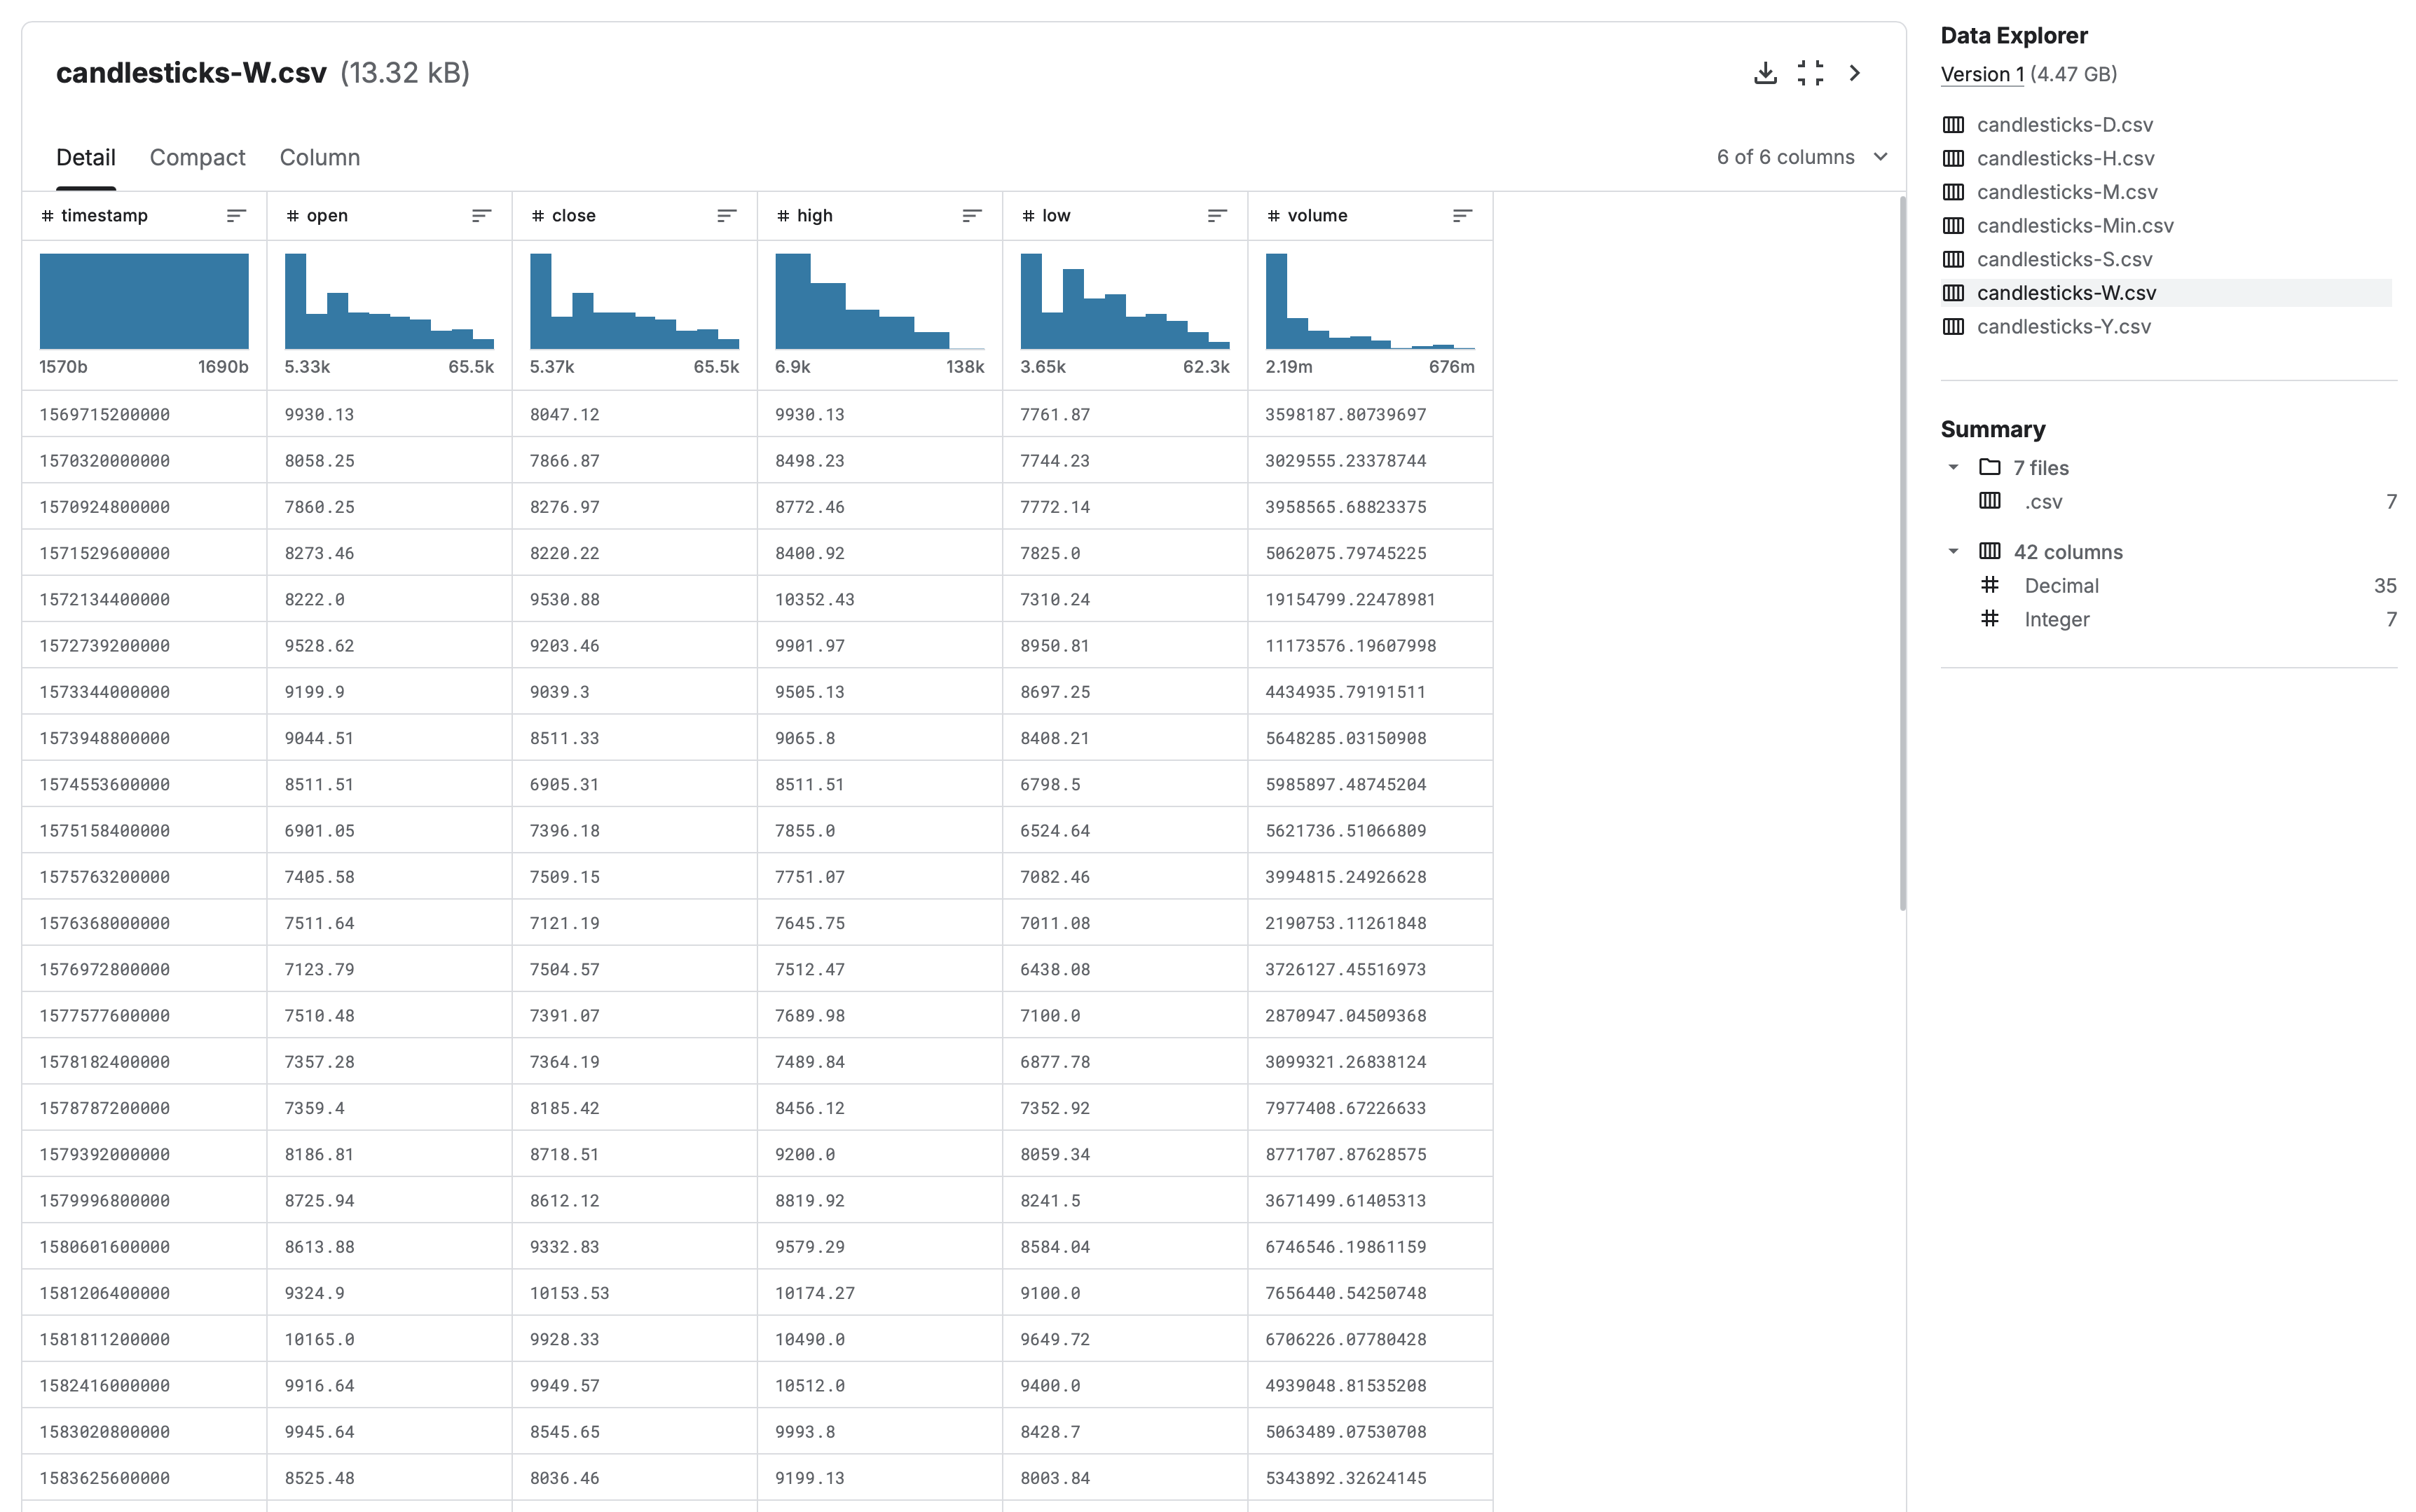 candlesticks-W.csv (13.32 kB)
Detail Compact Column 6 of 6 columns
# timestamp # open # close # high # low # volume
1570b 1690b 5.33k 65.5k 5.37k 65.5k 6.9k 138k 3.65k 62.3k 2.19m 676m
1569715200000 9930.13 8047.12 9930.13 7761.87 3598187.80739697
1570320000000 8058.25 7866.87 8498.23 7744.23 3029555.23378744
1570924800000 7860.25 8276.97 8772.46 7772.14 3958565.68823375
1571529600000 8273.46 8220.22 8400.92 7825.0 5062075.79745225
1572134400000 8222.0 9530.88 10352.43 7310.24 19154799.22478981
1572739200000 9528.62 9203.46 9901.97 8950.81 11173576.19607998
1573344000000 9199.9 9039.3 9505.13 8697.25 4434935.79191511
1573948800000 9044.51 8511.33 9065.8 8408.21 5648285.03150908
1574553600000 8511.51 6905.31 8511.51 6798.5 5985897.48745204
1575158400000 6901.05 7396.18 7855.0 6524.64 5621736.51066809
1575763200000 7405.58 7509.15 7751.07 7082.46 3994815.24926628
1576368000000 7511.64 7121.19 7645.75 7011.08 2190753.11261848
1576972800000 7123.79 7504.57 7512.47 6438.08 3726127.45516973
1577577600000 7510.48 7391.07 7689.98 7100.0 2870947.04509368
1578182400000 7357.28 7364.19 7489.84 6877.78 3099321.26838124
1578787200000 7359.4 8185.42 8456.12 7352.92 7977408.67226633
1579392000000 8186.81 8718.51 9200.0 8059.34 8771707.87628575
1579996800000 8725.94 8612.12 8819.92 8241.5 3671499.61405313
1580601600000 8613.88 9332.83 9579.29 8584.04 6746546.19861159
1581206400000 9324.9 10153.53 10174.27 9100.0 7656440.54250748
1581811200000 10165.0 9928.33 10490.0 9649.72 6706226.07780428
1582416000000 9916.64 9949.57 10512.0 9400.0 4939048.81535208
1583020800000 9945.64 8545.65 9993.8 8428.7 5063489.07530708
1583625600000 8525.48 8036.46 9199.13 8003.84 5343892.32624145
Data Explorer
Version 1 (4.47 GB)
candlesticks-D.csv
candlesticks-H.csv
candlesticks-M.csv
candlesticks-Min.csv
candlesticks-S.csv
candlesticks-W.csv
candlesticks-Y.csv
Summary
7 files
.csv 7
42 columns
# Decimal 35
# Integer 7